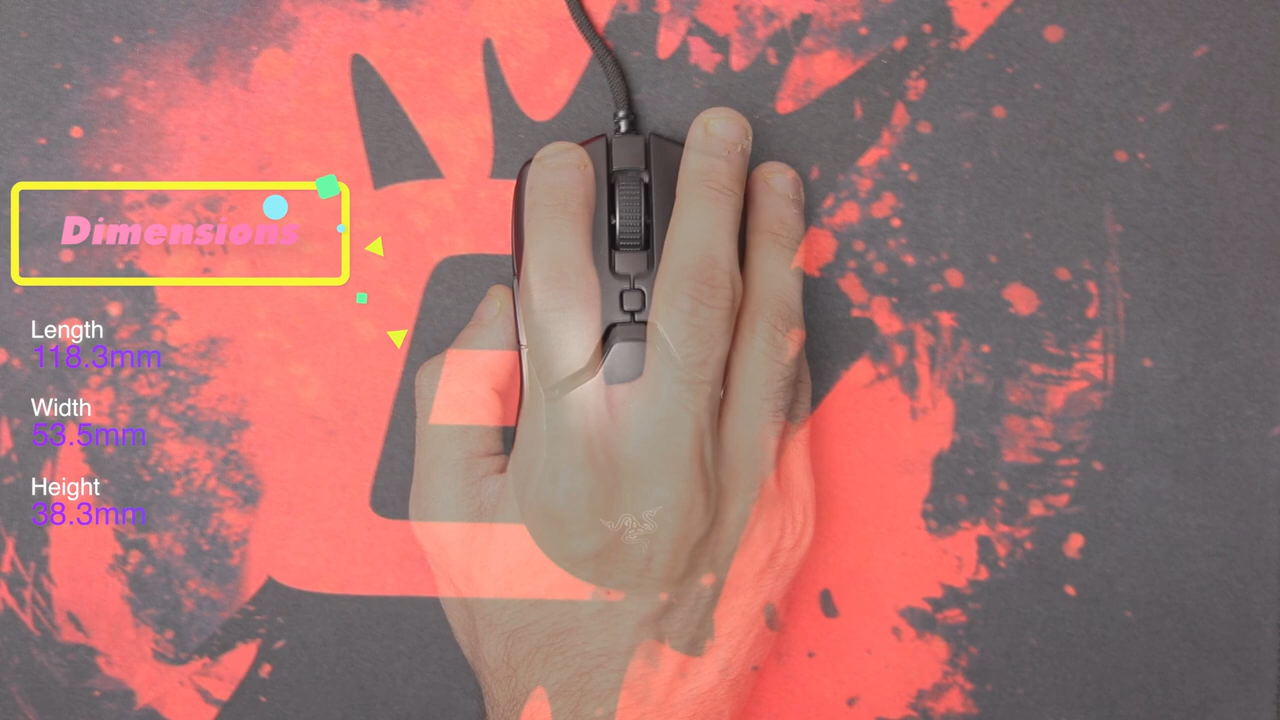 Dimensions
Length
118.3mm
Width
53.5mm
Height
38.3mm